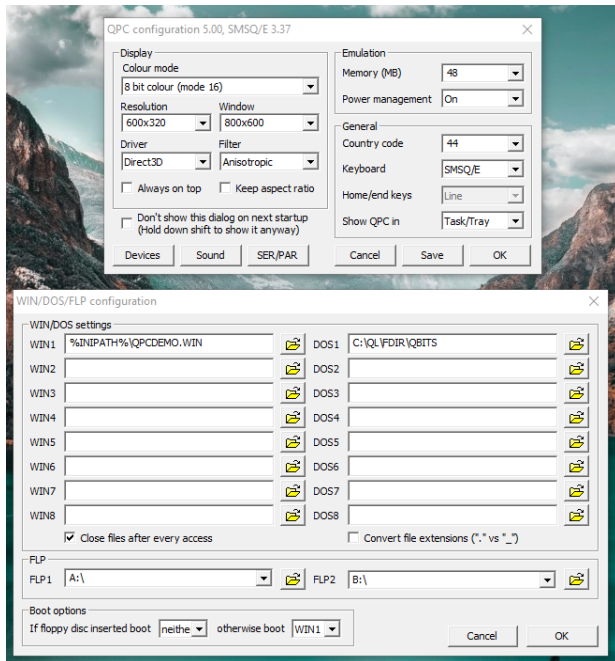 QPC configuration 5.00, SMSQ/E 3.37
Display
Colour mode
8 bit colour (mode 16)
Resolution Window
600x320 800x600
Driver Filter
Direct3D Anisotropic
Always on top Keep aspect ratio
Don't show this dialog on next startup
(Hold down shift to show it anyway)
Emulation
Memory (MB) 48
Power management On
General
Country code 44
Keyboard SMSQ/E
Home/end keys Line
Show QPC in Task/Tray
Devices Sound SER/PAR Cancel Save OK
WIN/DOS/FLP configuration
WIN/DOS settings
WIN1 %INIPATH%\QPCDEMO.WIN DOS1 C:\QL\FDIR\QBITS
WIN2 DOS2
WIN3 DOS3
WIN4 DOS4
WIN5 DOS5
WIN6 DOS6
WIN7 DOS7
WIN8 DOS8
Close files after every access Convert file extensions ("." vs "_")
FLP
FLP1 A:\ FLP2 B:\
Boot options
If floppy disc inserted boot neithe otherwise boot WIN1
Cancel OK